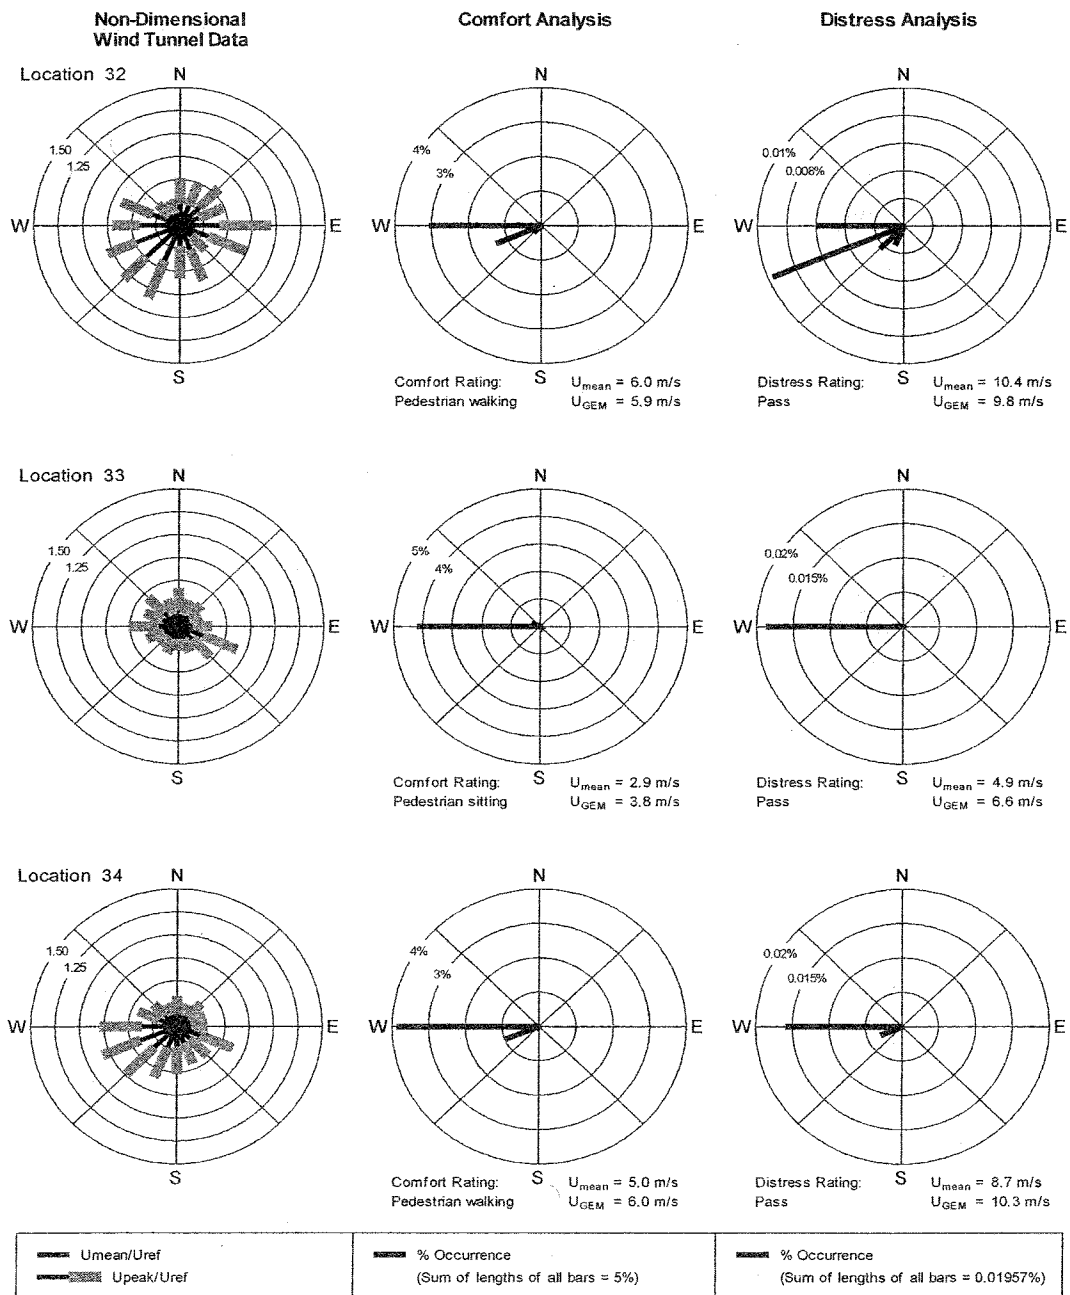 Non-Dimensional
Wind Tunnel Data
Comfort Analysis
Distress Analysis
Location 32
N
1.50
1.25
W
E
S
N
4%
3%
W
E
S
Comfort Rating:
Pedestrian walking
Umean = 6.0 m/s
UGEM = 5.9 m/s
N
0.01%
0.008%
W
E
S
Distress Rating:
Pass
Umean = 10.4 m/s
UGEM = 9.8 m/s
Location 33
N
1.50
1.25
W
E
S
N
5%
4%
W
E
S
Comfort Rating:
Pedestrian sitting
Umean = 2.9 m/s
UGEM = 3.8 m/s
N
0.02%
0.015%
W
E
S
Distress Rating:
Pass
Umean = 4.9 m/s
UGEM = 6.6 m/s
Location 34
N
1.50
1.25
W
E
S
N
4%
3%
W
E
S
Comfort Rating:
Pedestrian walking
Umean = 5.0 m/s
UGEM = 6.0 m/s
N
0.02%
0.015%
W
E
S
Distress Rating:
Pass
Umean = 8.7 m/s
UGEM = 10.3 m/s
Umean/Uref
Upeak/Uref
% Occurrence
(Sum of lengths of all bars = 5%)
% Occurrence
(Sum of lengths of all bars = 0.01957%)